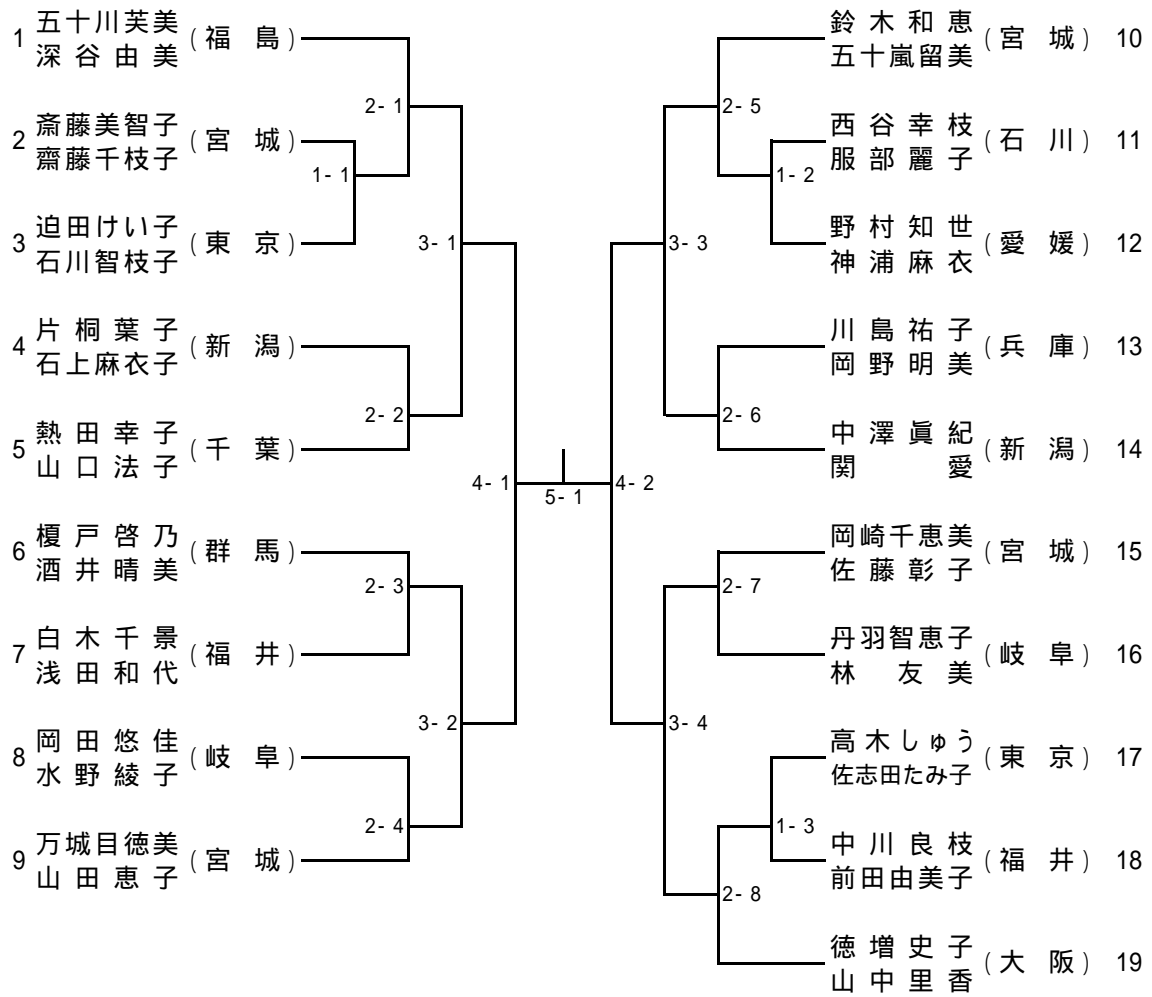 1 五十川芙美 (福 島)
深谷由美
2-1
2 斎藤美智子 (宮 城)
齋藤千枝子
1-1
3 迫田けい子 (東 京)
石川智枝子
3-1
4 片桐葉子 (新 潟)
石上麻衣子
2-2
5 熱田幸子 (千 葉)
山口法子
4-1
6 榎戸啓乃 (群 馬)
酒井晴美
2-3
7 白木千景 (福 井)
浅田和代
3-2
8 岡田悠佳 (岐 阜)
水野綾子
2-4
9 万城目徳美 (宮 城)
山田恵子
5-1
鈴木和恵 (宮 城) 10
五十嵐留美
2-5
西谷幸枝 (石 川) 11
服部麗子
1-2
野村知世 (愛 媛) 12
神浦麻衣
3-3
川島祐子 (兵 庫) 13
岡野明美
2-6
中澤眞紀 (新 潟) 14
関 愛
4-2
岡崎千恵美 (宮 城) 15
佐藤彰子
2-7
丹羽智恵子 (岐 阜) 16
林 友美
3-4
高木しゅう (東 京) 17
佐志田たみ子
1-3
中川良枝 (福 井) 18
前田由美子
2-8
徳増史子 (大 阪) 19
山中里香